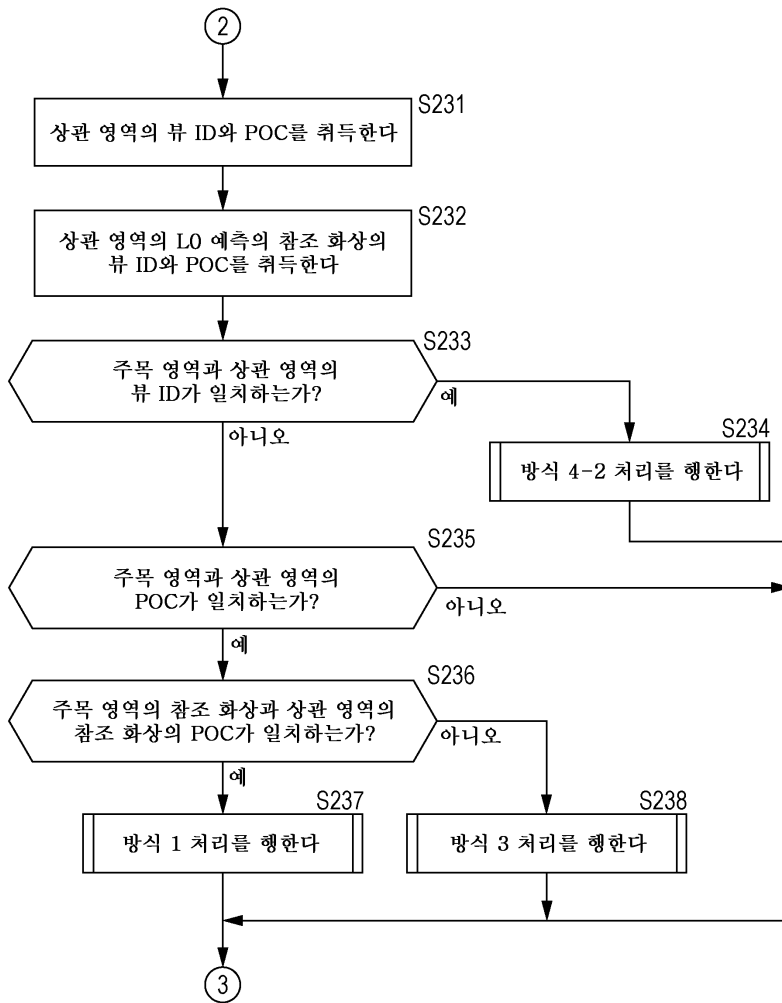 2
S231
상관 영역의 뷰 ID와 POC를 취득한다
S232
상관 영역의 L0 예측의 참조 화상의
뷰 ID와 POC를 취득한다
S233
주목 영역과 상관 영역의
뷰 ID가 일치하는가?
예
아니오
S234
방식 4-2 처리를 행한다
S235
주목 영역과 상관 영역의
POC가 일치하는가?
아니오
예
S236
주목 영역의 참조 화상과 상관 영역의
참조 화상의 POC가 일치하는가?
아니오
예
S237
방식 1 처리를 행한다
S238
방식 3 처리를 행한다
3